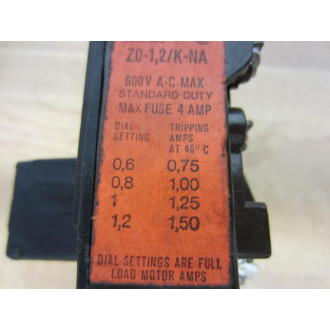 Z0-1,2/K-NA
600V A-C MAX
STANDARD DUTY
MAX FUSE 4 AMP
DIAL SETTING TRIPPING AMPS AT 40° C
0,6 0,75
0,8 1,00
1 1,25
1,2 1,50
DIAL SETTINGS ARE FULL
LOAD MOTOR AMPS